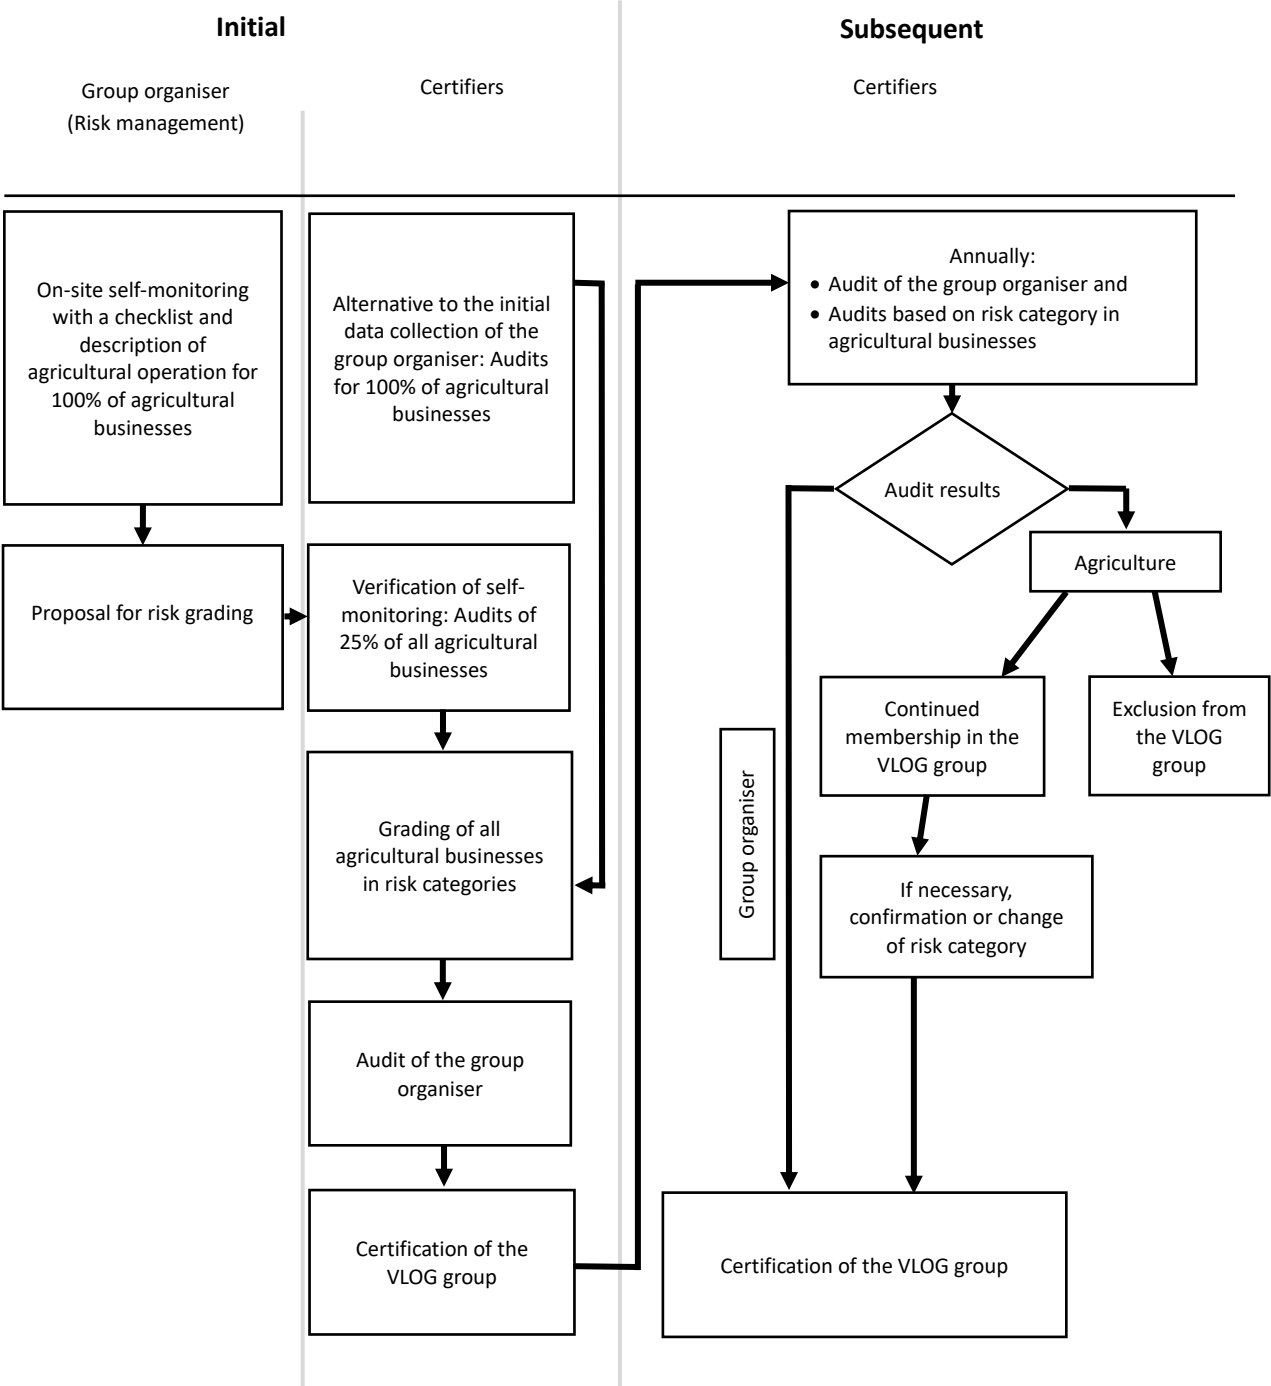 Initial
Subsequent
Group organiser
(Risk management)
Certifiers
Certifiers
On-site self-monitoring
with a checklist and
description of
agricultural operation for
100% of agricultural
businesses
Proposal for risk grading
Alternative to the initial
data collection of the
group organiser: Audits
for 100% of agricultural
businesses
Verification of self-
monitoring: Audits of
25% of all agricultural
businesses
Grading of all
agricultural businesses
in risk categories
Audit of the group
organiser
Certification of the
VLOG group
Annually:
• Audit of the group organiser and
• Audits based on risk category in
agricultural businesses
Audit results
Agriculture
Continued
membership in the
VLOG group
Exclusion from
the VLOG
group
Group organiser
If necessary,
confirmation or change
of risk category
Certification of the VLOG group